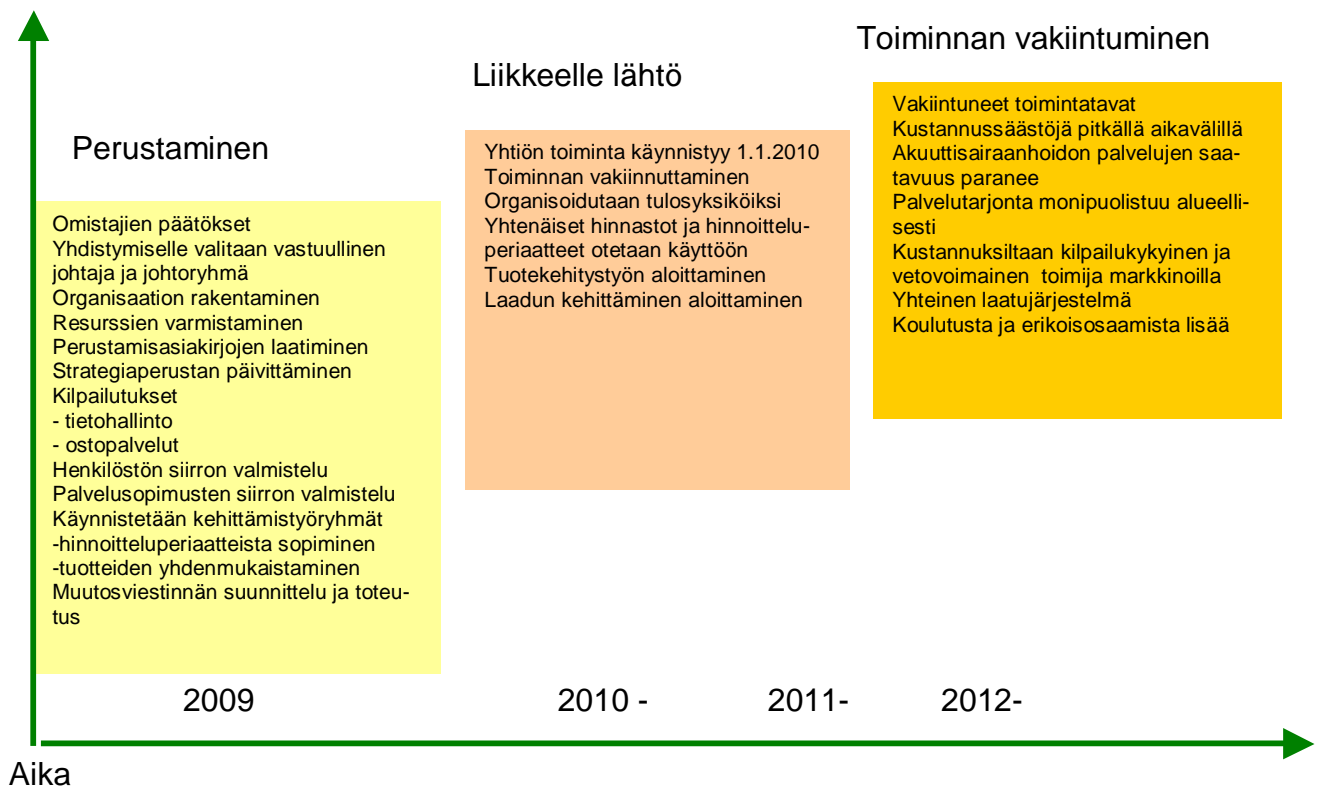 Perustaminen
Omistajien päätökset
Yhdistymiselle valitaan vastuullinen
johtaja ja johtoryhmä
Organisaation rakentaminen
Resurssien varmistaminen
Perustamisasiakirjojen laatiminen
Strategiaperustan päivittäminen
Kilpailutukset
- tietohallinto
- ostopalvelut
Henkilöstön siirron valmistelu
Palvelusopimusten siirron valmistelu
Käynnistetään kehittämistyöryhmät
-hinnoitteluperiaatteista sopiminen
-tuotteiden yhdenmukaistaminen
Muutosviestinnän suunnittelu ja toteu-
tus
Liikkeelle lähtö
Yhtiön toiminta käynnistyy 1.1.2010
Toiminnan vakiinnuttaminen
Organisoidutaan tulosyksiköiksi
Yhtenäiset hinnastot ja hinnoittelu-
periaatteet otetaan käyttöön
Tuotekehitystyön aloittaminen
Laadun kehittäminen aloittaminen
Toiminnan vakiintuminen
Vakiintuneet toimintatavat
Kustannussäästöjä pitkällä aikavälillä
Akuuttisairaanhoidon palvelujen saa-
tavuus paranee
Palvelutarjonta monipuolistuu alueelli-
sesti
Kustannuksiltaan kilpailukykyinen ja
vetovoimainen  toimija markkinoilla
Yhteinen laatujärjestelmä
Koulutusta ja erikoisosaamista lisää
2009
2010 -
2011-
2012-
Aika